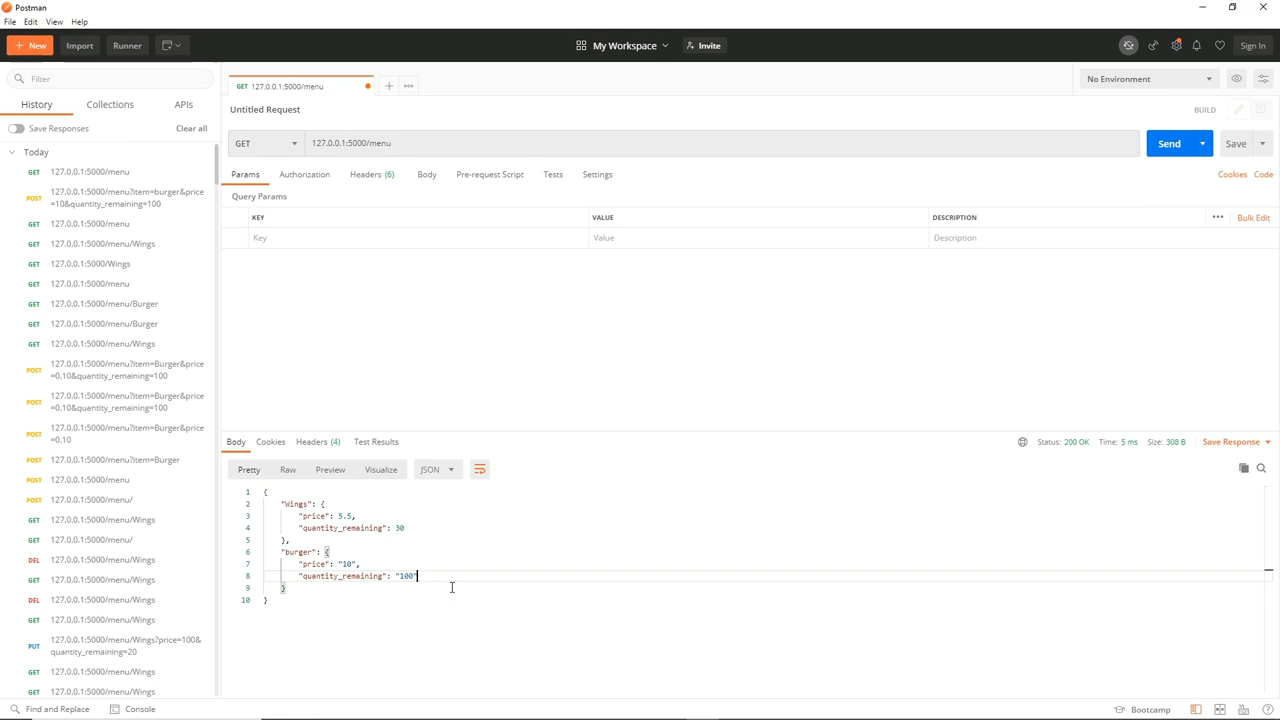 Postman
File Edit View Help
New Import Runner My Workspace Invite Sign In
Filter
History Collections APIs
Save Responses Clear all
Today
GET 127.0.0.1:5000/menu
POST 127.0.0.1:5000/menu?item=burger&price
=10&quantity_remaining=100
GET 127.0.0.1:5000/menu
GET 127.0.0.1:5000/menu/Wings
GET 127.0.0.1:5000/Wings
GET 127.0.0.1:5000/menu
GET 127.0.0.1:5000/menu/Burger
GET 127.0.0.1:5000/menu/Burger
GET 127.0.0.1:5000/menu/Wings
POST 127.0.0.1:5000/menu?item=Burger&price
=0.10&quantity_remaining=100
POST 127.0.0.1:5000/menu?item=Burger&price
=0.10&quantity_remaining=100
POST 127.0.0.1:5000/menu?item=Burger&price
=0.10
POST 127.0.0.1:5000/menu?item=Burger
POST 127.0.0.1:5000/menu
POST 127.0.0.1:5000/menu/
GET 127.0.0.1:5000/menu/Wings
GET 127.0.0.1:5000/menu/
DEL 127.0.0.1:5000/menu/Wings
GET 127.0.0.1:5000/menu/Wings
DEL 127.0.0.1:5000/menu/Wings
GET 127.0.0.1:5000/menu/Wings
PUT 127.0.0.1:5000/menu/Wings?price=100&
quantity_remaining=20
GET 127.0.0.1:5000/menu/Wings
GET 127.0.0.1:5000/menu/Wings
GET 127.0.0.1:5000/menu
No Environment
Untitled Request BUILD
GET 127.0.0.1:5000/menu Send Save
Params Authorization Headers (6) Body Pre-request Script Tests Settings Cookies Code
Query Params
KEY VALUE DESCRIPTION Bulk Edit
Key Value Description
Body Cookies Headers (4) Test Results Status: 200 OK Time: 5 ms Size: 308 B Save Response
Pretty Raw Preview Visualize JSON
1 {
2 "Wings": {
3 "price": 5.5,
4 "quantity_remaining": 30
5 },
6 "burger": {
7 "price": "10",
8 "quantity_remaining": "100"
9 }
10 }
Find and Replace Console Bootcamp